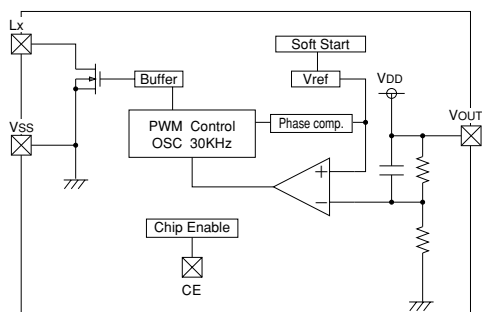 Lx
Soft Start
Buffer
Vref
VDD
VOUT
VSS
PWM Control
OSC 30KHz
Phase comp.
+
−
Chip Enable
CE